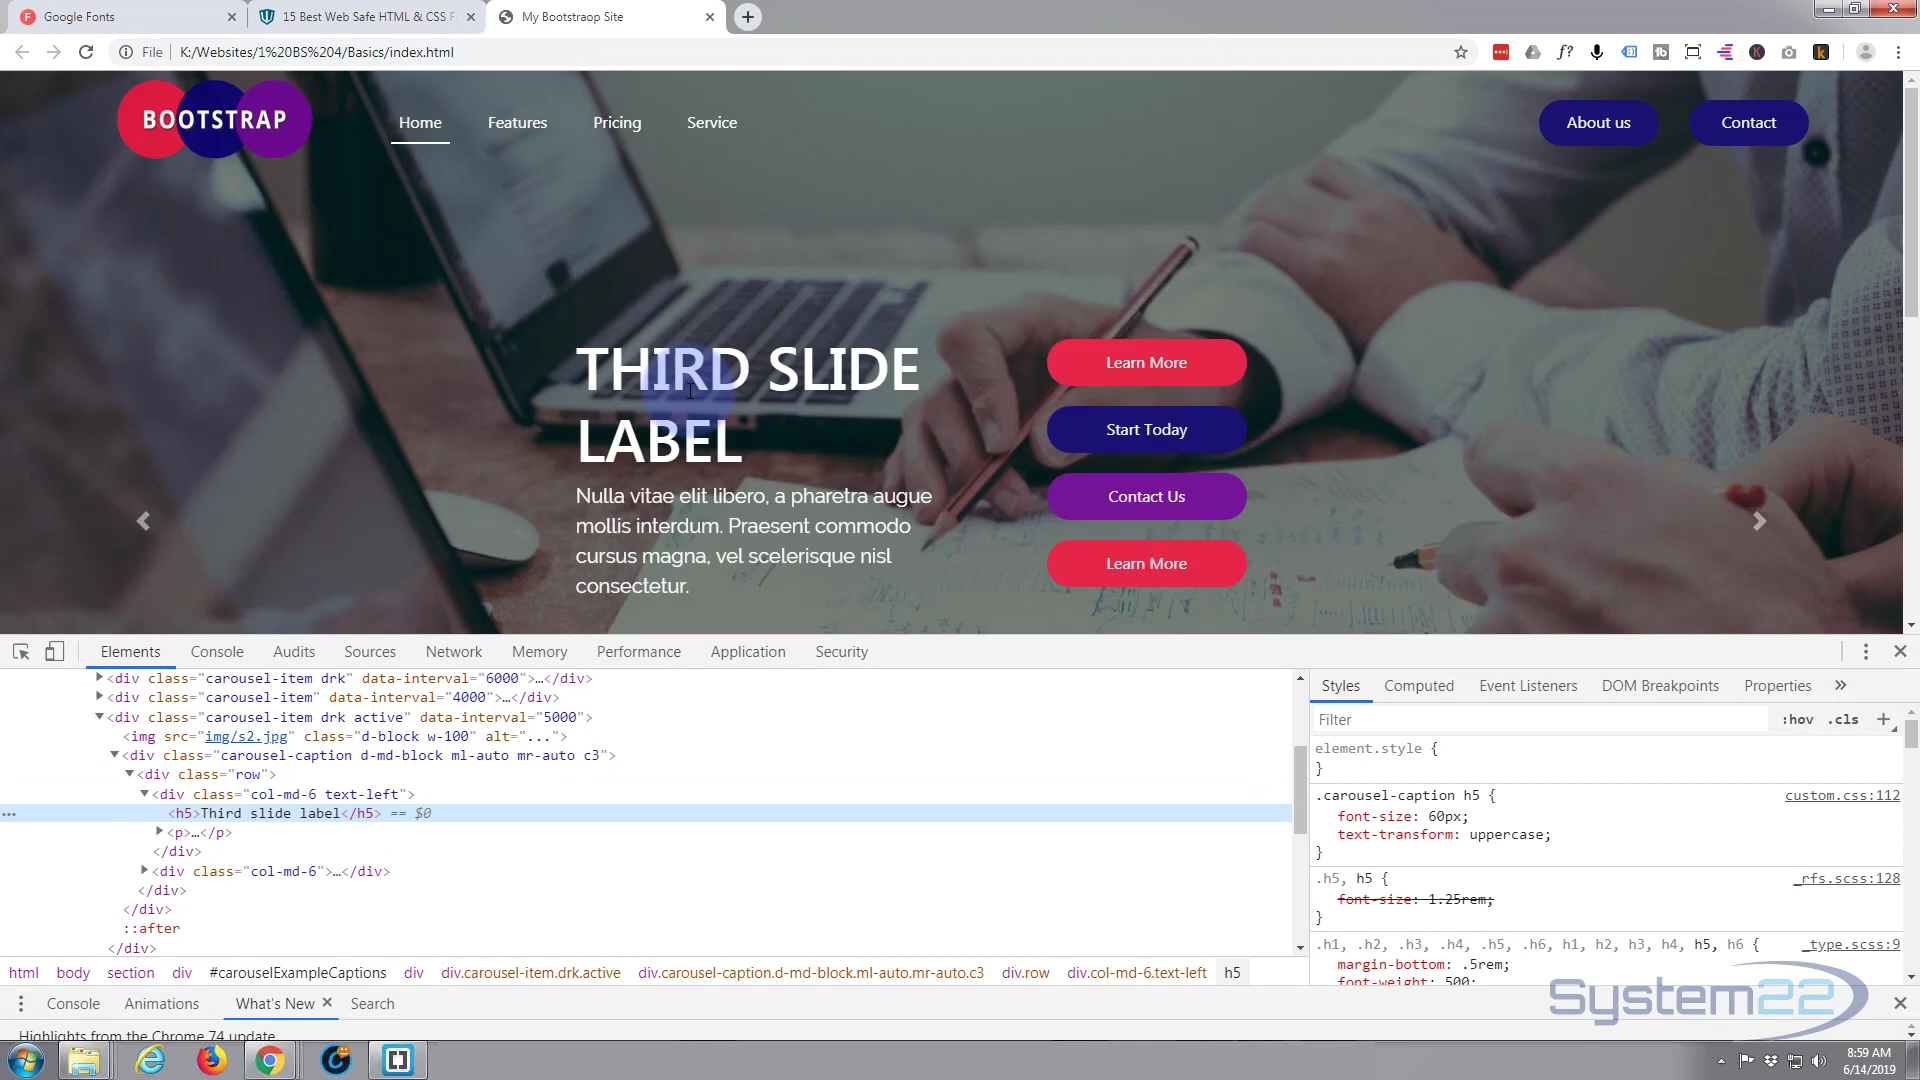 Google Fonts
15 Best Web Safe HTML & CSS F
My Bootstraop Site
File
K:/Websites/1%20BS%204/Basics/index.html
BOOTSTRAP
Home
Features
Pricing
Service
About us
Contact
THIRD SLIDE
LABEL
Nulla vitae elit libero, a pharetra augue
mollis interdum. Praesent commodo
cursus magna, vel scelerisque nisl
consectetur.
Learn More
Start Today
Contact Us
Learn More
Elements
Console
Audits
Sources
Network
Memory
Performance
Application
Security
<div class="carousel-item drk" data-interval="6000">…</div>
<div class="carousel-item" data-interval="4000">…</div>
<div class="carousel-item drk active" data-interval="5000">
<img src="img/s2.jpg" class="d-block w-100" alt="...">
<div class="carousel-caption d-md-block ml-auto mr-auto c3">
<div class="row">
<div class="col-md-6 text-left">
<h5>Third slide label</h5> == $0
<p>…</p>
</div>
<div class="col-md-6">…</div>
</div>
</div>
::after
</div>
html
body
section
div
#carouselExampleCaptions
div
div.carousel-item.drk.active
div.carousel-caption.d-md-block.ml-auto.mr-auto.c3
div.row
div.col-md-6.text-left
h5
Styles
Computed
Event Listeners
DOM Breakpoints
Properties
Filter
:hov
.cls
element.style {
}
.carousel-caption h5 {
custom.css:112
font-size: 60px;
text-transform: uppercase;
}
.h5, h5 {
_rfs.scss:128
font-size: 1.25rem;
}
.h1, .h2, .h3, .h4, .h5, .h6, h1, h2, h3, h4, h5, h6 {
_type.scss:9
margin-bottom: .5rem;
font-weight: 500;
System22
Console
Animations
What's New
Search
Highlights from the Chrome 74 update
8:59 AM
6/14/2019